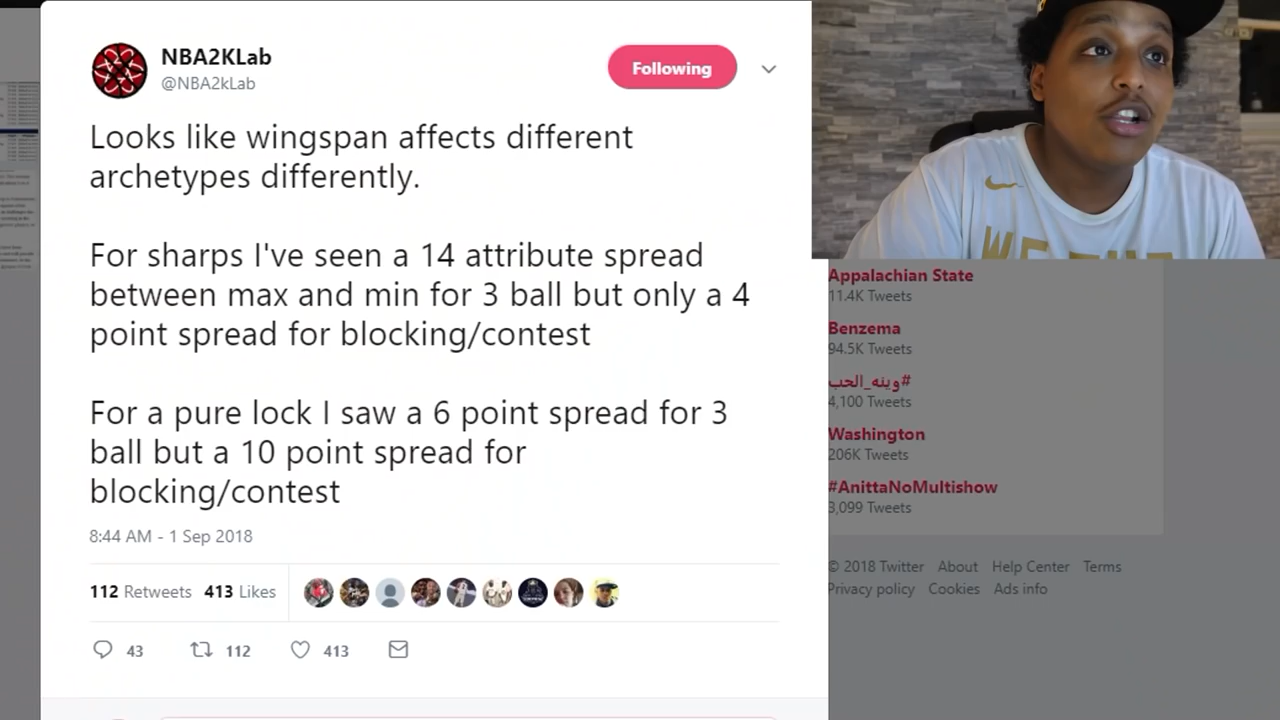 NBA2KLab
@NBA2kLab
Following
Looks like wingspan affects different
archetypes differently.
For sharps I've seen a 14 attribute spread
between max and min for 3 ball but only a 4
point spread for blocking/contest
For a pure lock I saw a 6 point spread for 3
ball but a 10 point spread for
blocking/contest
8:44 AM - 1 Sep 2018
112 Retweets 413 Likes
43 112 413
Appalachian State
11.4K Tweets
Benzema
94.5K Tweets
#وينه_الحب
4,100 Tweets
Washington
206K Tweets
#AnittaNoMultishow
3,099 Tweets
© 2018 Twitter About Help Center Terms
Privacy policy Cookies Ads info